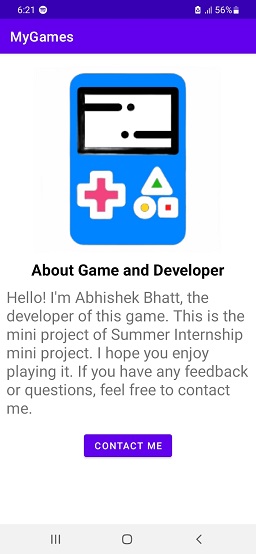 6:21 56%
MyGames
About Game and Developer
Hello! I'm Abhishek Bhatt, the
developer of this game. This is the
mini project of Summer Internship
mini project. I hope you enjoy
playing it. If you have any feedback
or questions, feel free to contact
me.
CONTACT ME